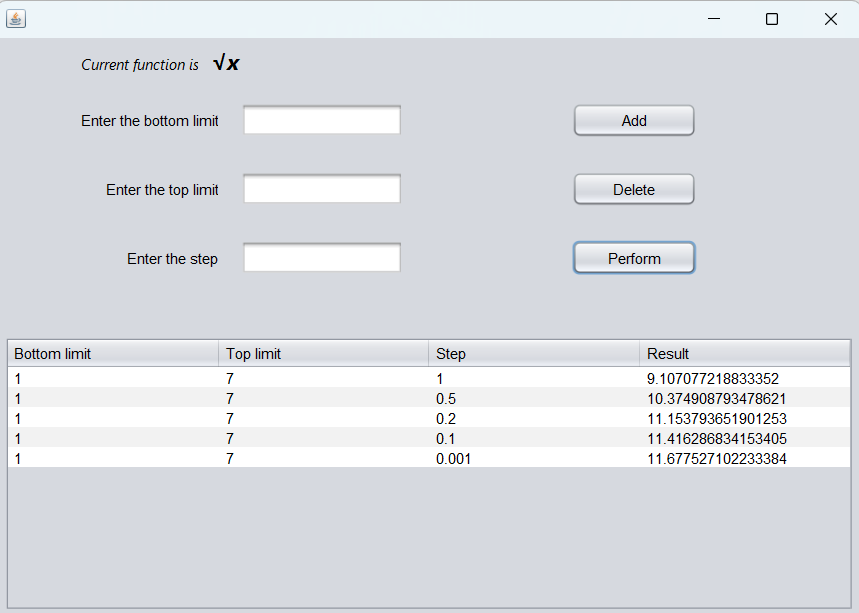 Current function is √x
Enter the bottom limit Add
Enter the top limit Delete
Enter the step Perform
Bottom limit Top limit Step Result
1 7 1 9.107077218833352
1 7 0.5 10.374908793478621
1 7 0.2 11.153793651901253
1 7 0.1 11.416286834153405
1 7 0.001 11.677527102233384